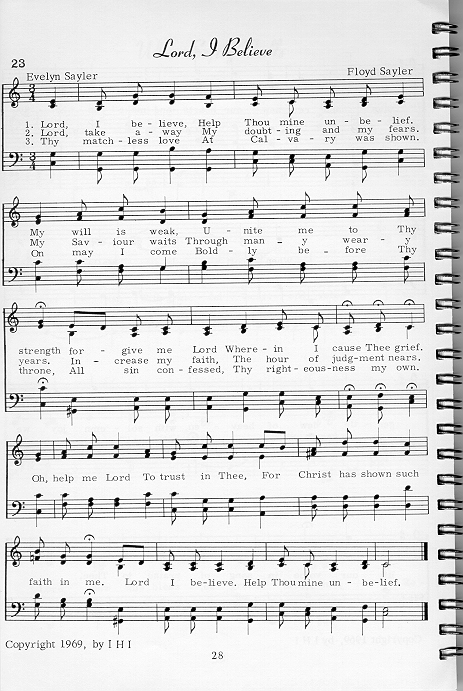 Lord, I Believe
23
Evelyn Sayler Floyd Sayler
1. Lord, I be - lieve, Help Thou mine un - be - lief.
2. Lord, take a - way My doubt - ing and my fears.
3. Thy match - less love At Cal - va - ry was shown.
My will is weak, U - nite me to Thy
My Sav - iour waits Through man - y wear - y
On may I come Bold - ly be - fore Thy
strength for - give me Lord Where - in I cause Thee grief.
years. In - crease my faith, The hour of judg - ment nears.
throne, All sin con - fessed, Thy right - eous - ness my own.
Oh, help me Lord To trust in Thee, For Christ has shown such
faith in me. Lord I be - lieve. Help Thou mine un - be - lief.
Copyright 1969, by I H I
28